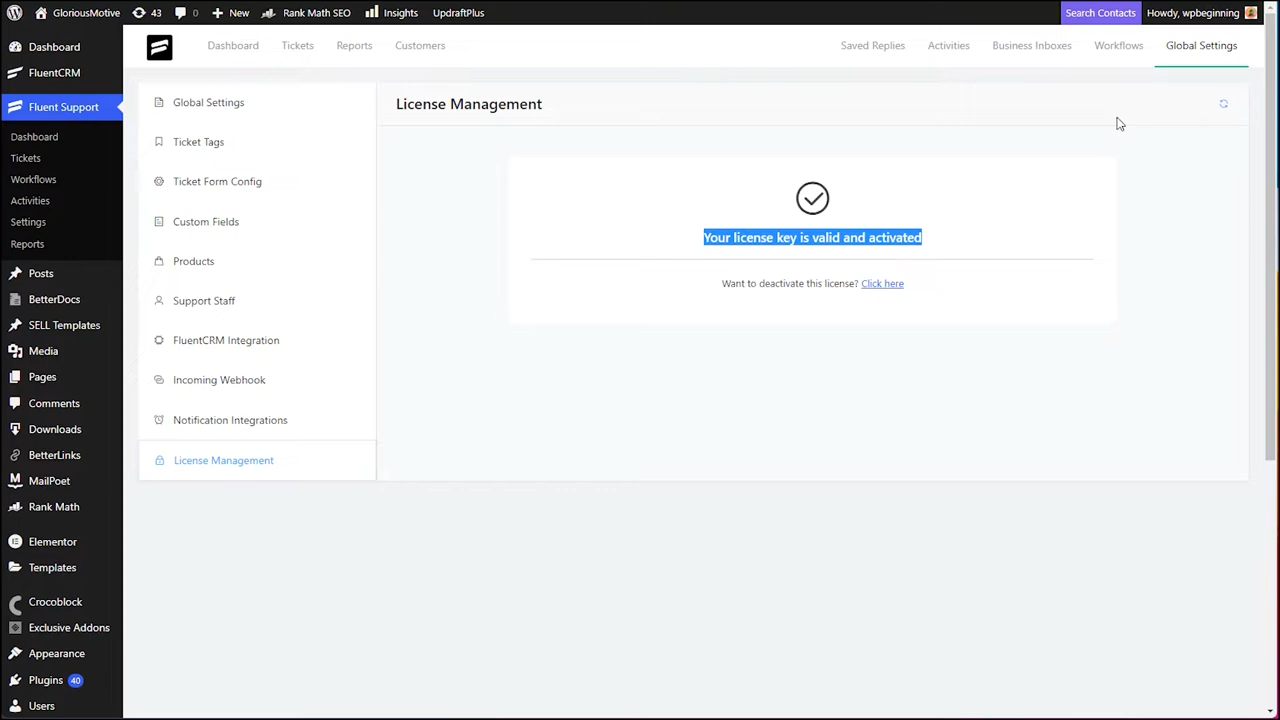 GloriousMotive
43
0
New
Rank Math SEO
Insights
UpdraftPlus
Search Contacts
Howdy, wpbeginning
Dashboard
FluentCRM
Fluent Support
Dashboard
Tickets
Workflows
Activities
Settings
Reports
Posts
BetterDocs
SELL Templates
Media
Pages
Comments
Downloads
BetterLinks
MailPoet
Rank Math
Elementor
Templates
Crocoblock
Exclusive Addons
Appearance
Plugins 40
Users
Dashboard
Tickets
Reports
Customers
Saved Replies
Activities
Business Inboxes
Workflows
Global Settings
Global Settings
Ticket Tags
Ticket Form Config
Custom Fields
Products
Support Staff
FluentCRM Integration
Incoming Webhook
Notification Integrations
License Management
License Management
Your license key is valid and activated
Want to deactivate this license? Click here